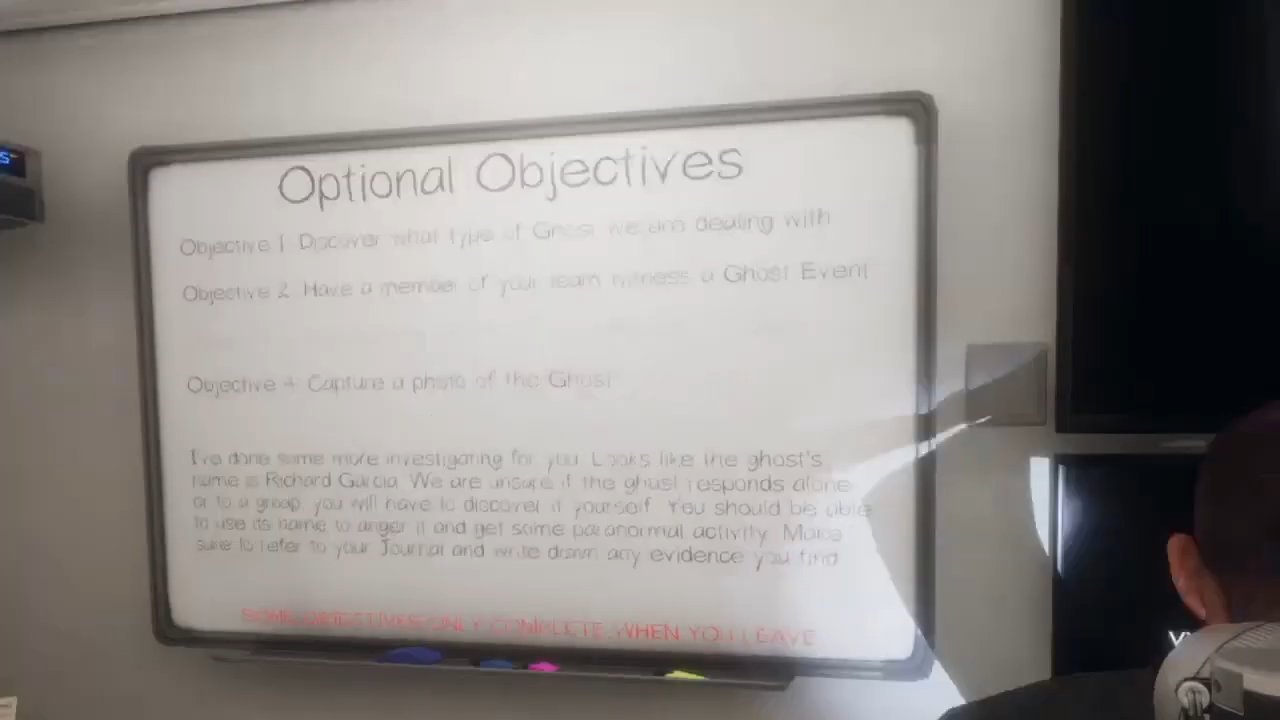 Optional Objectives
Objective 1 Discover what type of Ghost we are dealing with
Objective 2 Have a member of your team witness a Ghost Event
Objective 4 Capture a photo of the Ghost
I've done some more investigating for you. Looks like the ghost's
name is Richard Garcia. We are unsure if the ghost responds alone
or to a group, you will have to discover it yourself. You should be able
to use its name to anger it and get some paranormal activity. Make
sure to refer to your Journal and write down any evidence you find
SOME OBJECTIVES ONLY COMPLETE WHEN YOU LEAVE